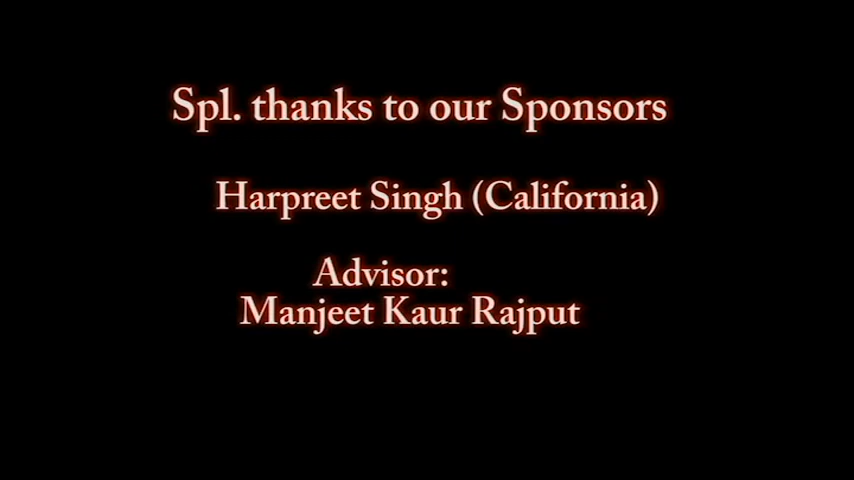 Spl. thanks to our Sponsors
Harpreet Singh (California)
Advisor:
Manjeet Kaur Rajput